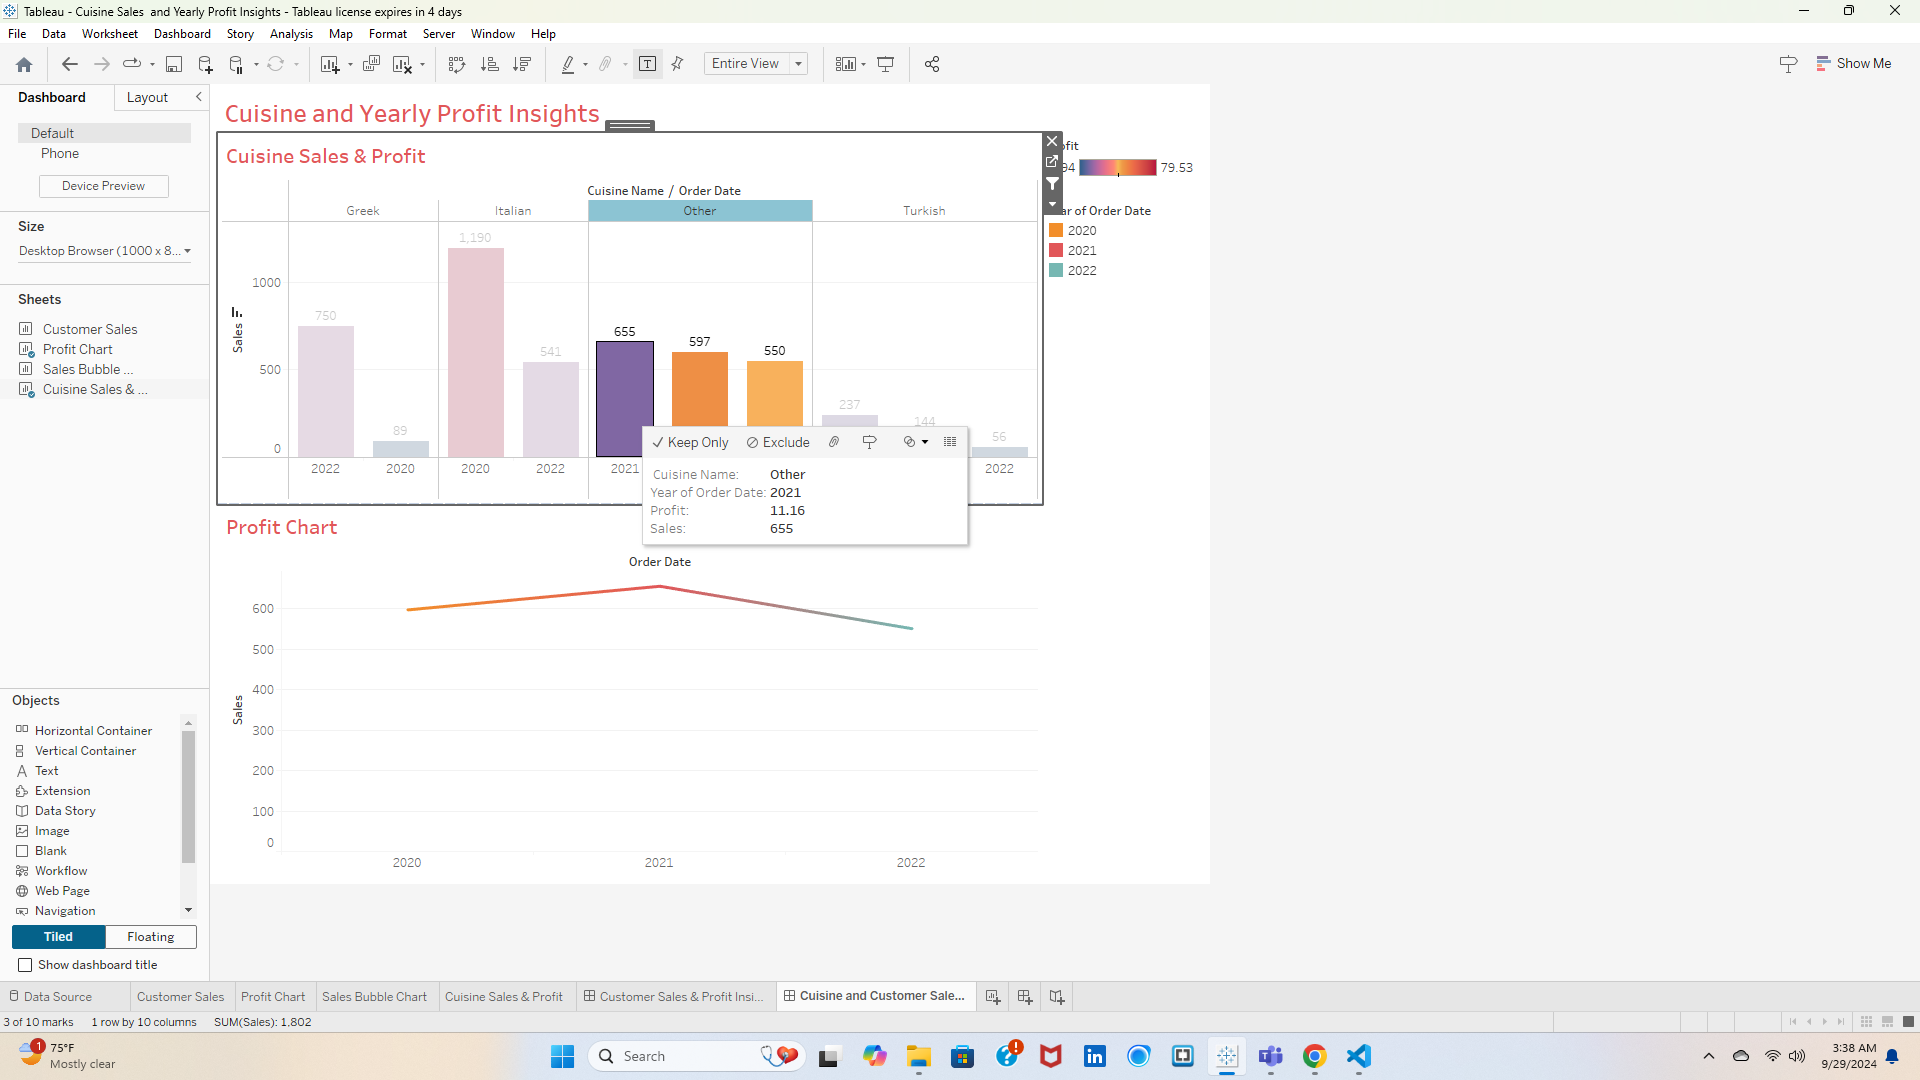 Tableau - Cuisine Sales  and Yearly Profit Insights - Tableau license expires in 4 days
File Data Worksheet Dashboard Story Analysis Map Format Server Window Help
Entire View
Show Me
Dashboard Layout
Default
Phone
Device Preview
Size
Desktop Browser (1000 x 8...
Sheets
Customer Sales
Profit Chart
Sales Bubble ...
Cuisine Sales & ...
Objects
Horizontal Container
Vertical Container
Text
Extension
Data Story
Image
Blank
Workflow
Web Page
Navigation
Tiled Floating
Show dashboard title
Cuisine and Yearly Profit Insights
Cuisine Sales & Profit
Cuisine Name / Order Date
Greek Italian Other Turkish
1,190
1000
750
655
597
550
541
500
237
144
89
56
0
Sales
2022 2020 2020 2022 2021 2022
Keep Only Exclude
Cuisine Name: Other
Year of Order Date: 2021
Profit: 11.16
Sales: 655
ofit
94 79.53
ar of Order Date
2020
2021
2022
Profit Chart
Order Date
600
500
400
300
200
100
0
Sales
2020 2021 2022
Data Source Customer Sales Profit Chart Sales Bubble Chart Cuisine Sales & Profit Customer Sales & Profit Insi... Cuisine and Customer Sale...
3 of 10 marks 1 row by 10 columns SUM(Sales): 1,802
1
75°F
Mostly clear
Search
3:38 AM
9/29/2024